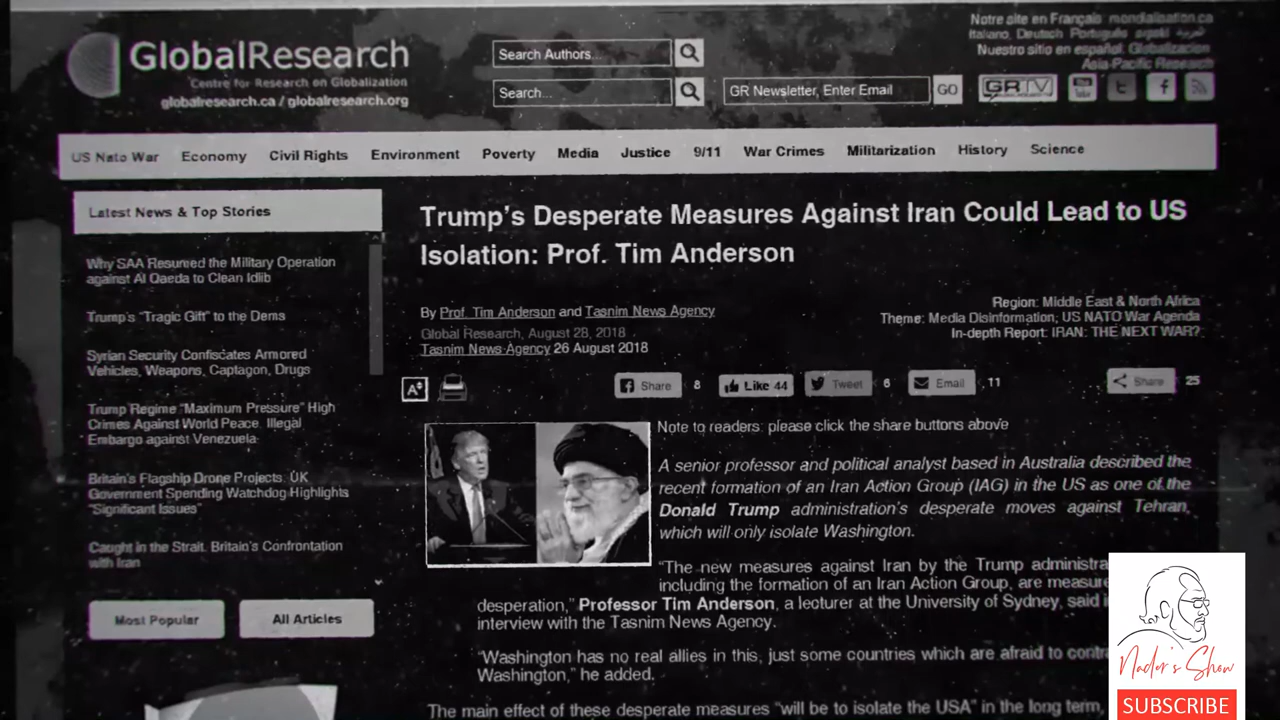 GlobalResearch
Centre for Research on Globalization
globalresearch.ca / globalresearch.org
Search Authors...
Search...
GR Newsletter, Enter Email
GO
Notre site en Français mondialisation.ca
Italiano, Deutsch Português
Nuestro sitio en español: Globalizacion
Asia-Pacific Research
GRTV
US Nato War
Economy
Civil Rights
Environment
Poverty
Media
Justice
9/11
War Crimes
Militarization
History
Science
Latest News & Top Stories
Why SAA Resumed the Military Operation
against Al Qaeda to Clean Idlib
Trump's "Tragic Gift" to the Dems
Syrian Security Confiscates Armored
Vehicles, Weapons, Captagon, Drugs
Trump Regime "Maximum Pressure" High
Crimes Against World Peace. Illegal
Embargo against Venezuela
Britain's Flagship Drone Projects: UK
Government Spending Watchdog Highlights
"Significant Issues"
Caught in the Strait. Britain's Confrontation
with Iran
Most Popular
All Articles
Trump's Desperate Measures Against Iran Could Lead to US
Isolation: Prof. Tim Anderson
By Prof. Tim Anderson and Tasnim News Agency
Global Research, August 28, 2018
Tasnim News Agency 26 August 2018
Region: Middle East & North Africa
Theme: Media Disinformation, US NATO War Agenda
In-depth Report: IRAN: THE NEXT WAR?
Share 8
Like 44
Tweet 6
Email 11
Share 25
Note to readers: please click the share buttons above
A senior professor and political analyst based in Australia described the
recent formation of an Iran Action Group (IAG) in the US as one of the
Donald Trump administration's desperate moves against Tehran,
which will only isolate Washington.
"The new measures against Iran by the Trump administra
including the formation of an Iran Action Group, are measure
desperation," Professor Tim Anderson, a lecturer at the University of Sydney, said i
interview with the Tasnim News Agency.
"Washington has no real allies in this, just some countries which are afraid to contr
Washington," he added.
The main effect of these desperate measures "will be to isolate the USA" in the long term,
Nader's Show
SUBSCRIBE